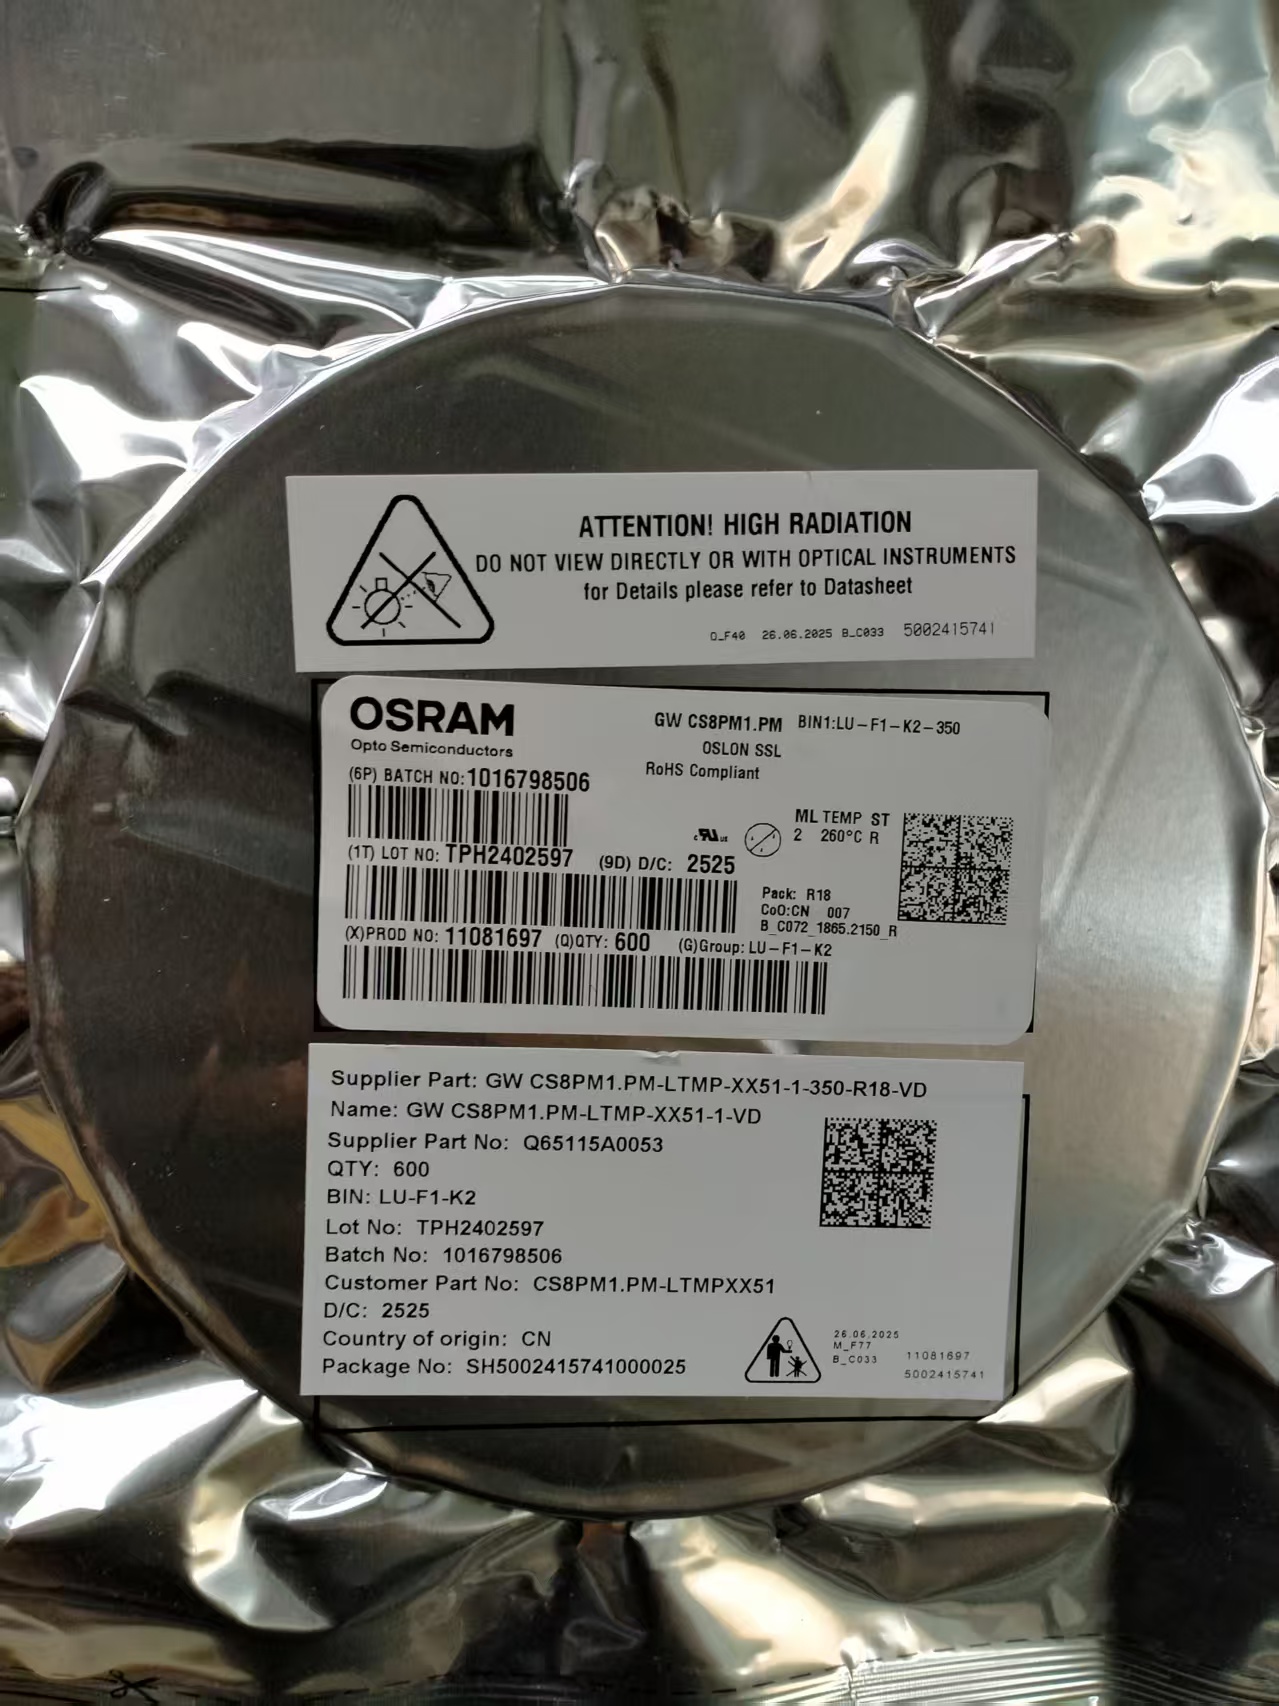 ATTENTION! HIGH RADIATION
DO NOT VIEW DIRECTLY OR WITH OPTICAL INSTRUMENTS
for Details please refer to Datasheet
O_F40 26.06.2025 B_C033 5002415741
OSRAM
Opto Semiconductors
GW CS8PM1.PM BIN1:LU-F1-K2-350
OSLON SSL
RoHS Compliant
(6P) BATCH NO:1016798506
ML TEMP ST
2 260°C R
(1T) LOT NO: TPH2402597 (9D) D/C: 2525
Pack: R18
CoO:CN 007
B_C072_1865.2150_R
(X)PROD NO: 11081697 (Q)QTY: 600 (G)Group: LU-F1-K2
Supplier Part: GW CS8PM1.PM-LTMP-XX51-1-350-R18-VD
Name: GW CS8PM1.PM-LTMP-XX51-1-VD
Supplier Part No: Q65115A0053
QTY: 600
BIN: LU-F1-K2
Lot No: TPH2402597
Batch No: 1016798506
Customer Part No: CS8PM1.PM-LTMPXX51
D/C: 2525
Country of origin: CN
Package No: SH5002415741000025
26.06.2025
M_F77
B_C033 11081697
5002415741